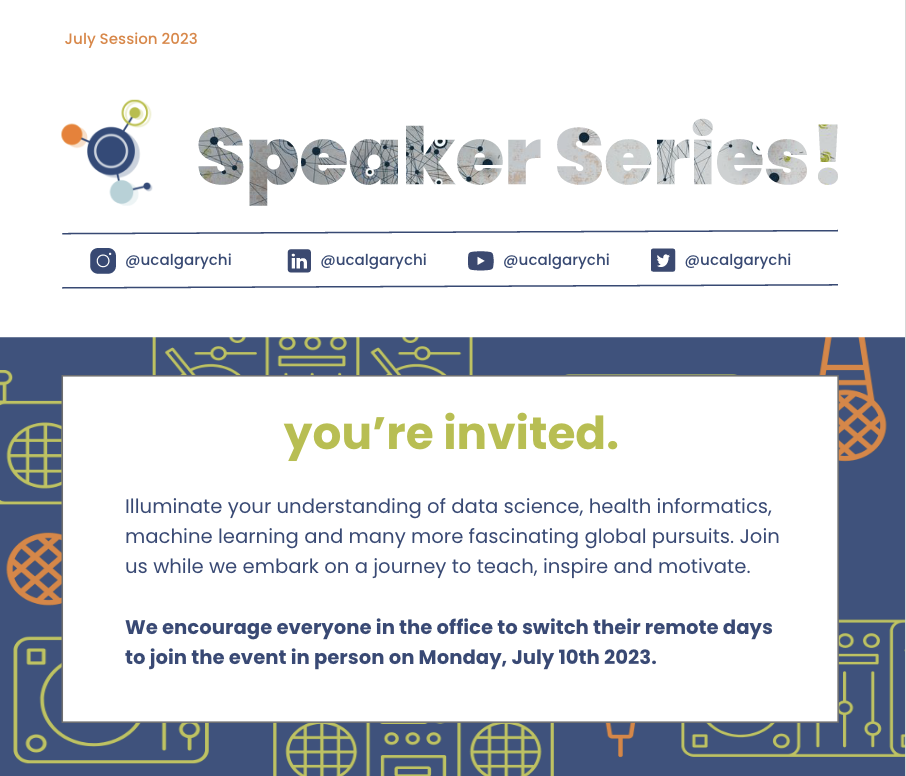 July Session 2023
Speaker Series!
@ucalgarychi @ucalgarychi @ucalgarychi @ucalgarychi
you’re invited.
Illuminate your understanding of data science, health informatics,
machine learning and many more fascinating global pursuits. Join
us while we embark on a journey to teach, inspire and motivate.
We encourage everyone in the office to switch their remote days
to join the event in person on Monday, July 10th 2023.